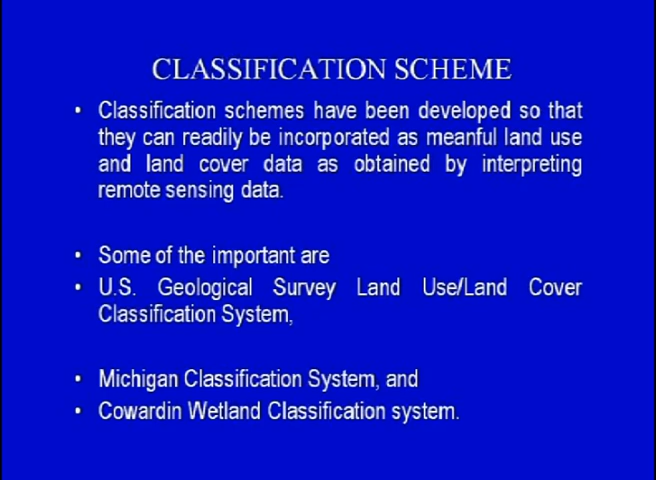 CLASSIFICATION SCHEME
• Classification schemes have been developed so that
they can readily be incorporated as meanful land use
and land cover data as obtained by interpreting
remote sensing data.
• Some of the important are
• U.S. Geological Survey Land Use/Land Cover
Classification System,
• Michigan Classification System, and
• Cowardin Wetland Classification system.